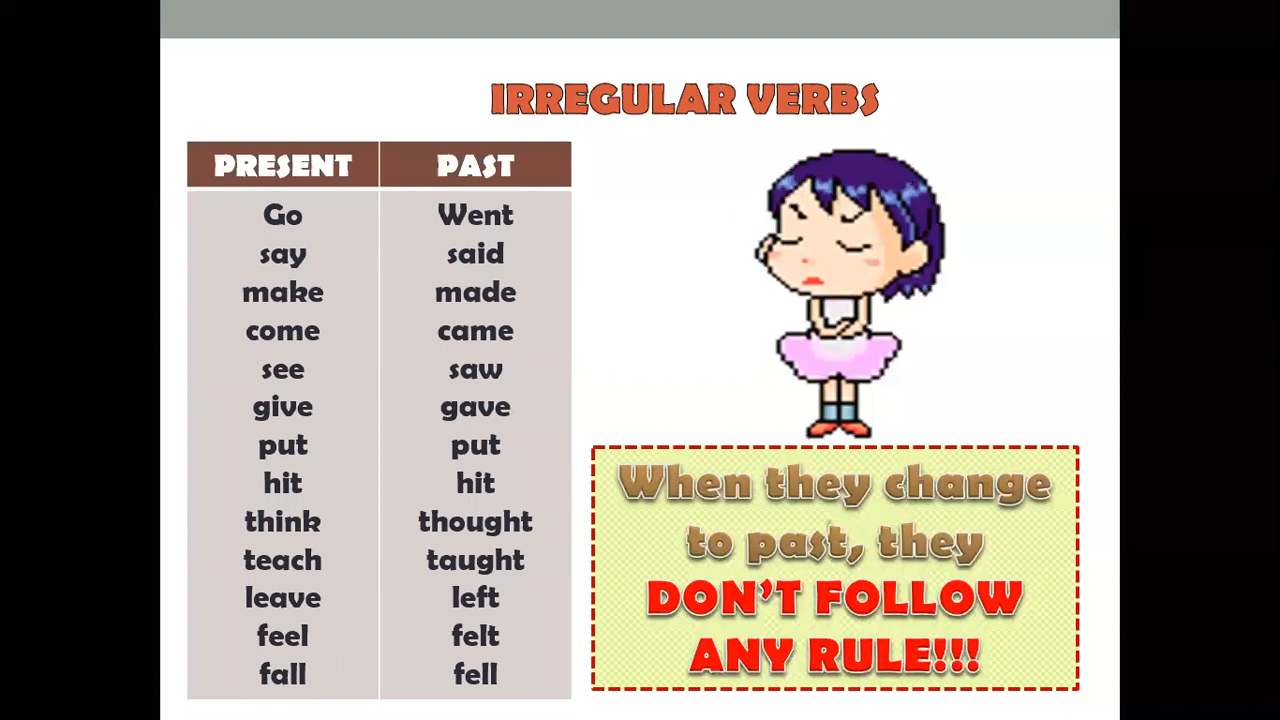 IRREGULAR VERBS
PRESENT PAST
Go Went
say said
make made
come came
see saw
give gave
put put
hit hit
think thought
teach taught
leave left
feel felt
fall fell
When they change
to past, they
DON'T FOLLOW
ANY RULE!!!